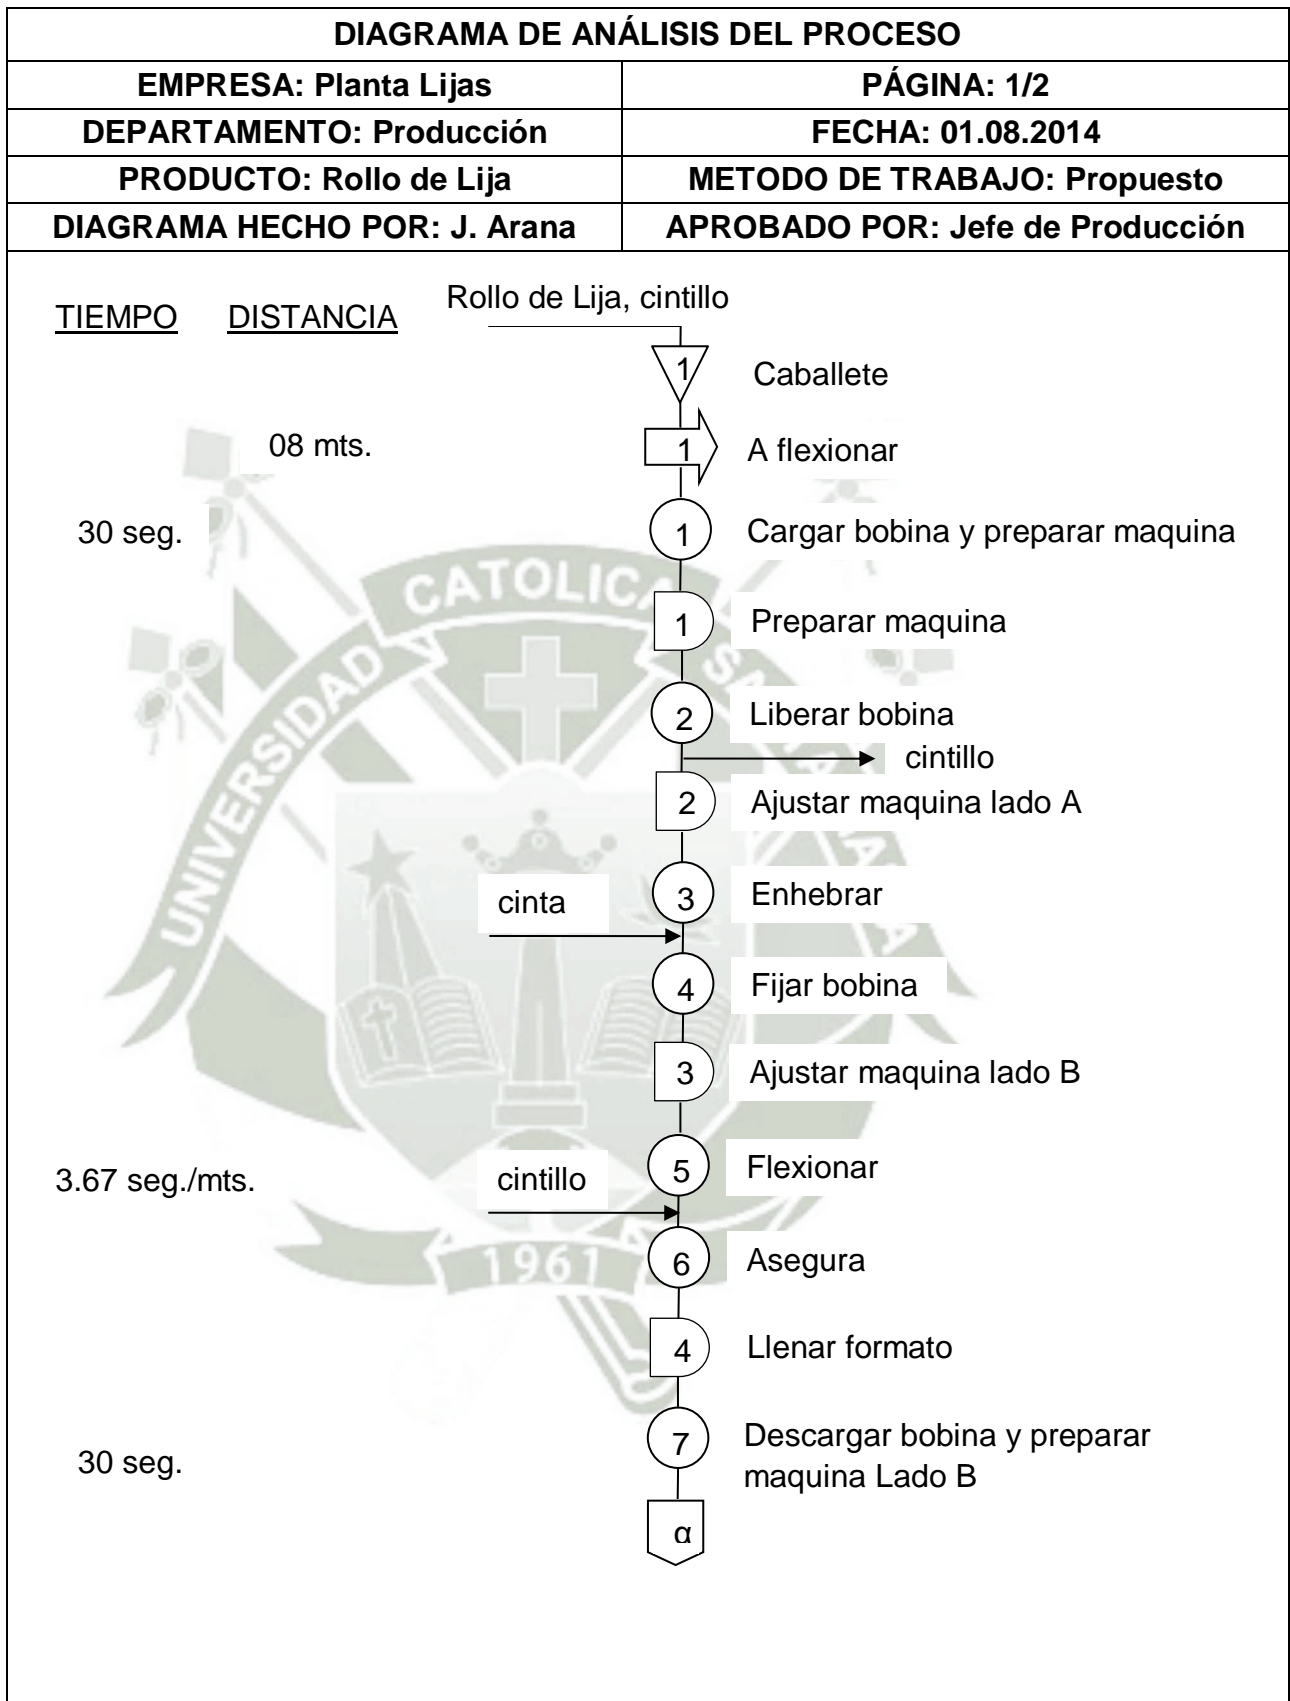 DIAGRAMA DE ANÁLISIS DEL PROCESO
EMPRESA: Planta Lijas
PÁGINA: 1/2
DEPARTAMENTO: Producción
FECHA: 01.08.2014
PRODUCTO: Rollo de Lija
METODO DE TRABAJO: Propuesto
DIAGRAMA HECHO POR: J. Arana
APROBADO POR: Jefe de Producción
TIEMPO DISTANCIA
Rollo de Lija, cintillo
1 Caballete
08 mts. 1 A flexionar
30 seg. 1 Cargar bobina y preparar maquina
1 Preparar maquina
2 Liberar bobina
cintillo
2 Ajustar maquina lado A
3 Enhebrar
cinta
4 Fijar bobina
3 Ajustar maquina lado B
3.67 seg./mts. 5 Flexionar
cintillo
6 Asegura
4 Llenar formato
7 Descargar bobina y preparar
30 seg. maquina Lado B
α
UNIVERSIDAD CATOLICA
1961